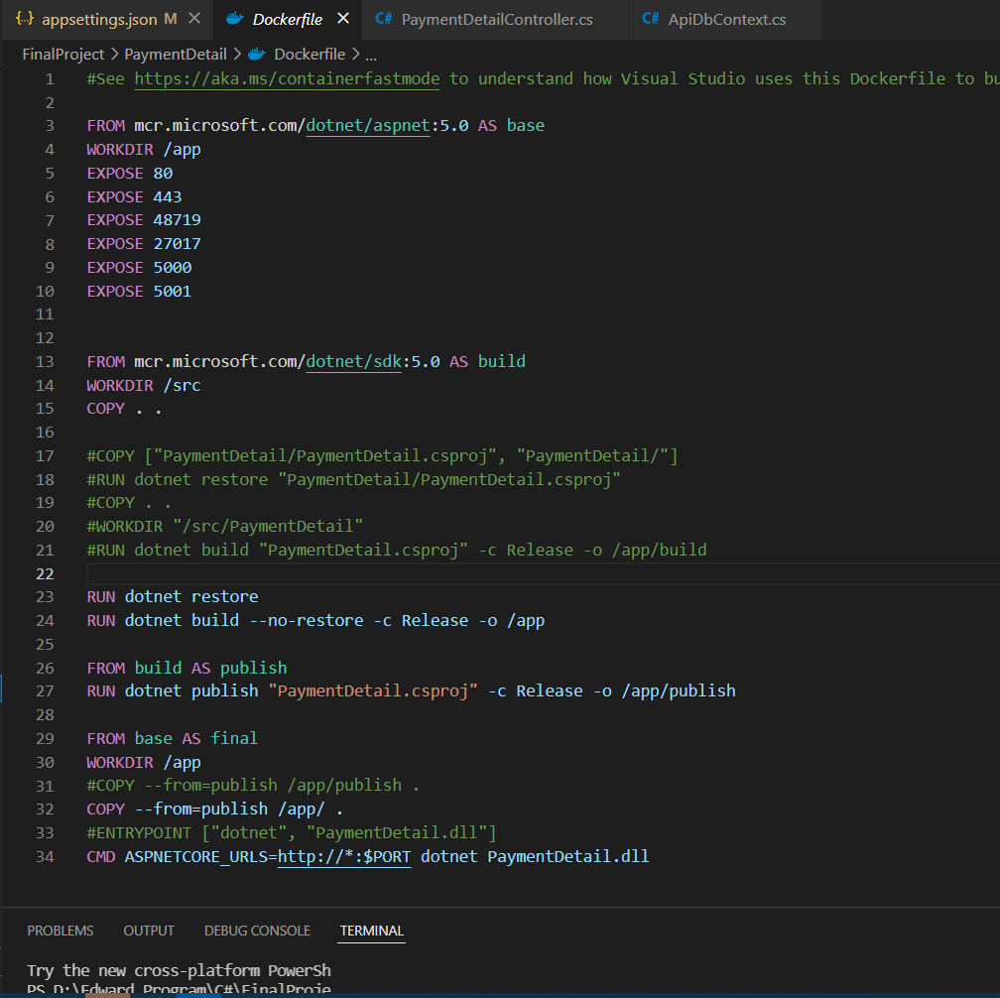 appsettings.json M
Dockerfile
C# PaymentDetailController.cs
C# ApiDbContext.cs
FinalProject > PaymentDetail > Dockerfile > ...
1 #See https://aka.ms/containerfastmode to understand how Visual Studio uses this Dockerfile to bu
2
3 FROM mcr.microsoft.com/dotnet/aspnet:5.0 AS base
4 WORKDIR /app
5 EXPOSE 80
6 EXPOSE 443
7 EXPOSE 48719
8 EXPOSE 27017
9 EXPOSE 5000
10 EXPOSE 5001
11
12
13 FROM mcr.microsoft.com/dotnet/sdk:5.0 AS build
14 WORKDIR /src
15 COPY . .
16
17 #COPY ["PaymentDetail/PaymentDetail.csproj", "PaymentDetail/"]
18 #RUN dotnet restore "PaymentDetail/PaymentDetail.csproj"
19 #COPY . .
20 #WORKDIR "/src/PaymentDetail"
21 #RUN dotnet build "PaymentDetail.csproj" -c Release -o /app/build
22
23 RUN dotnet restore
24 RUN dotnet build --no-restore -c Release -o /app
25
26 FROM build AS publish
27 RUN dotnet publish "PaymentDetail.csproj" -c Release -o /app/publish
28
29 FROM base AS final
30 WORKDIR /app
31 #COPY --from=publish /app/publish .
32 COPY --from=publish /app/ .
33 #ENTRYPOINT ["dotnet", "PaymentDetail.dll"]
34 CMD ASPNETCORE_URLS=http://*:$PORT dotnet PaymentDetail.dll
PROBLEMS OUTPUT DEBUG CONSOLE TERMINAL
Try the new cross-platform PowerSh
PS D:\Edward Program\C#\FinalProje